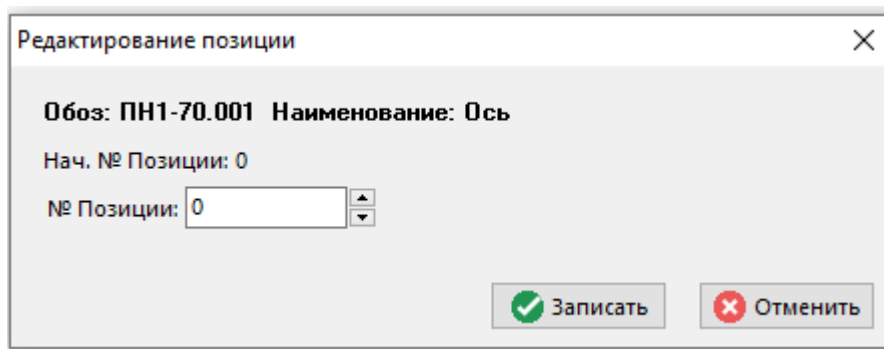 Редактирование позиции
Обоз: ПН1-70.001 Наименование: Ось
Нач. № Позиции: 0
№ Позиции: 0
Записать Отменить